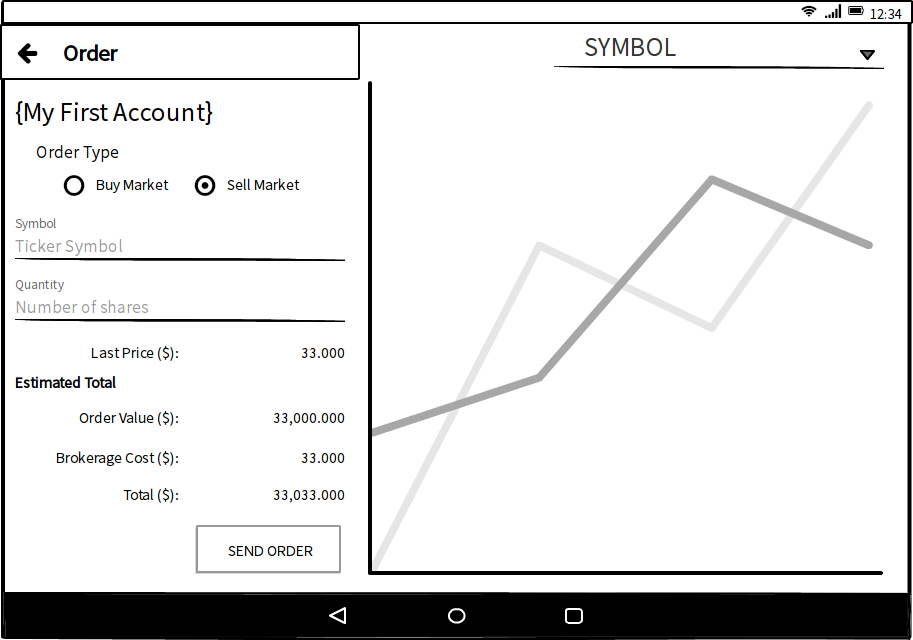 12:34
Order
SYMBOL
{My First Account}
Order Type
Buy Market Sell Market
Symbol
Ticker Symbol
Quantity
Number of shares
Last Price ($): 33.000
Estimated Total
Order Value ($): 33,000.000
Brokerage Cost ($): 33.000
Total ($): 33,033.000
SEND ORDER